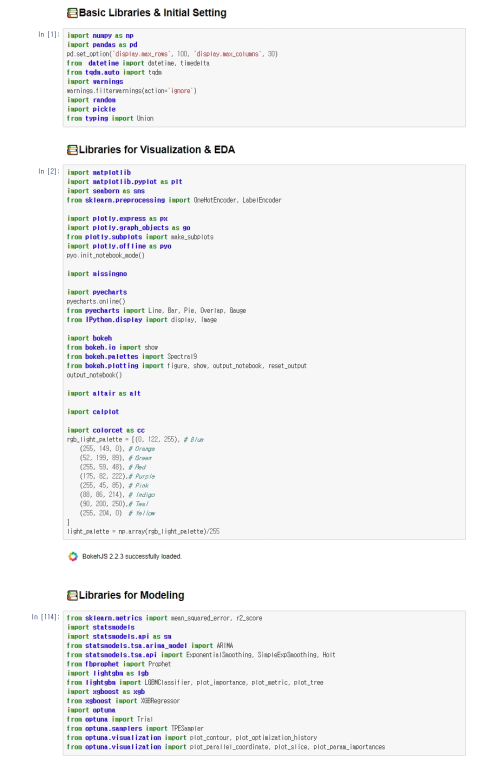 Basic Libraries & Initial Setting
In [1]: import numpy as np
import pandas as pd
pd.set_option('display.max_rows', 100, 'display.max_columns', 30)
from datetime import datetime, timedelta
from tqdm.auto import tqdm
import warnings
warnings.filterwarnings(action='ignore')
import random
import pickle
from typing import Union
Libraries for Visualization & EDA
In [2]: import matplotlib
import matplotlib.pyplot as plt
import seaborn as sns
from sklearn.preprocessing import OneHotEncoder, LabelEncoder
import plotly.express as px
import plotly.graph_objects as go
from plotly.subplots import make_subplots
import plotly.offline as pyo
pyo.init_notebook_mode()
import missingno
import pyecharts
pyecharts.online()
from pyecharts import Line, Bar, Pie, Overlap, Gauge
from IPython.display import display, Image
import bokeh
from bokeh.io import show
from bokeh.palettes import Spectral9
from bokeh.plotting import figure, show, output_notebook, reset_output
output_notebook()
import altair as alt
import calplot
import colorcet as cc
rgb_light_palette = [(0, 122, 255), # Blue
(255, 149, 0), # Orange
(52, 199, 89), # Green
(255, 59, 48), # Red
(175, 82, 222),# Purple
(255, 45, 85), # Pink
(88, 86, 214), # indigo
(90, 200, 250),# Teal
(255, 204, 0)  # Yellow
]
light_palette = np.array(rgb_light_palette)/255
BokehJS 2.2.3 successfully loaded.
Libraries for Modeling
In [114]: from sklearn.metrics import mean_squared_error, r2_score
import statsmodels
import statsmodels.api as sm
from statsmodels.tsa.arima_model import ARIMA
from statsmodels.tsa.api import ExponentialSmoothing, SimpleExpSmoothing, Holt
from fbprophet import Prophet
import lightgbm as lgb
from lightgbm import LGBMClassifier, plot_importance, plot_metric, plot_tree
import xgboost as xgb
from xgboost import XGBRegressor
import optuna
from optuna import Trial
from optuna.samplers import TPESampler
from optuna.visualization import plot_contour, plot_optimization_history
from optuna.visualization import plot_parallel_coordinate, plot_slice, plot_param_importances